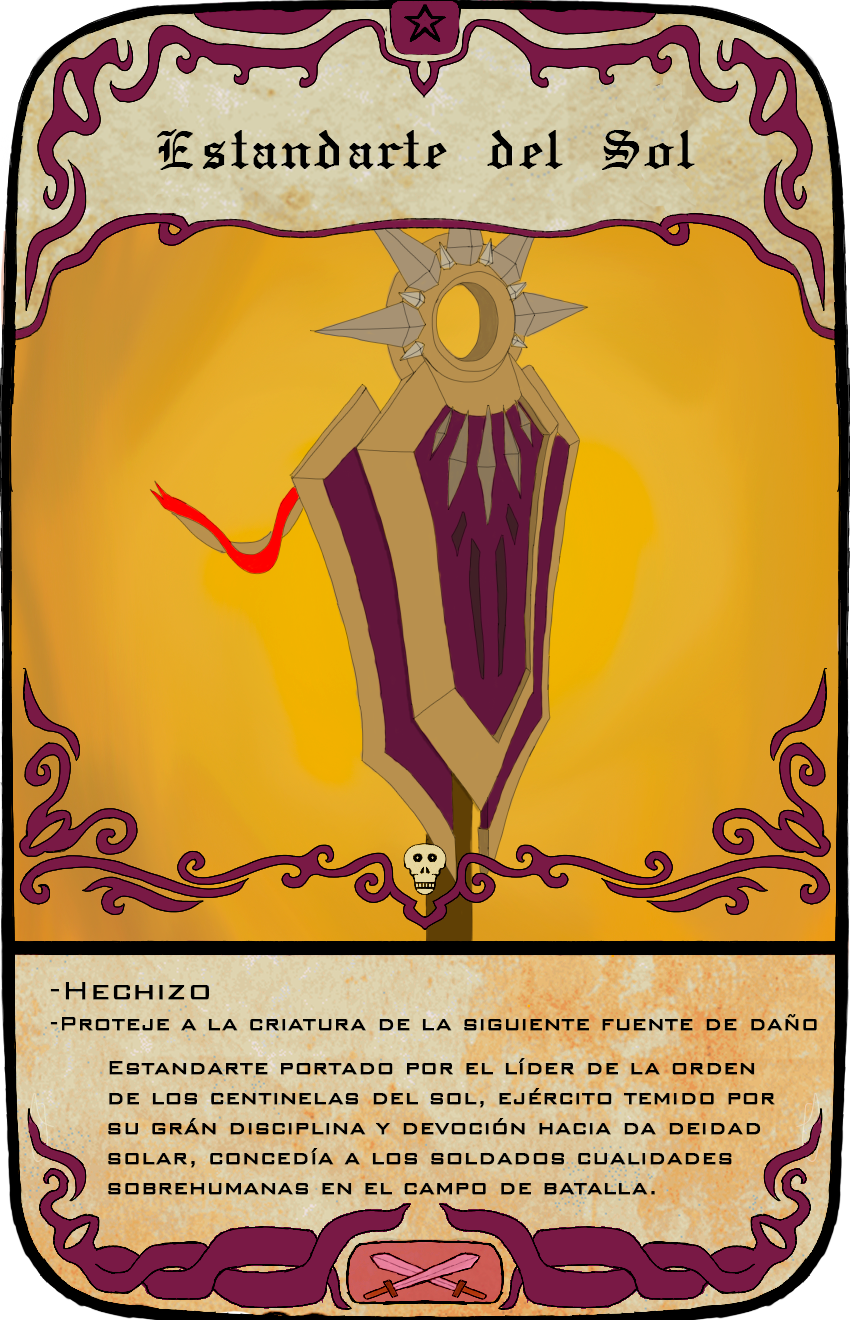 Estandarte del Sol
-Hechizo
-Proteje a la criatura de la siguiente fuente de daño
Estandarte portado por el líder de la orden
de los centinelas del sol, ejército temido por
su grán disciplina y devoción hacia da deidad
solar, concedía a los soldados cualidades
sobrehumanas en el campo de batalla.